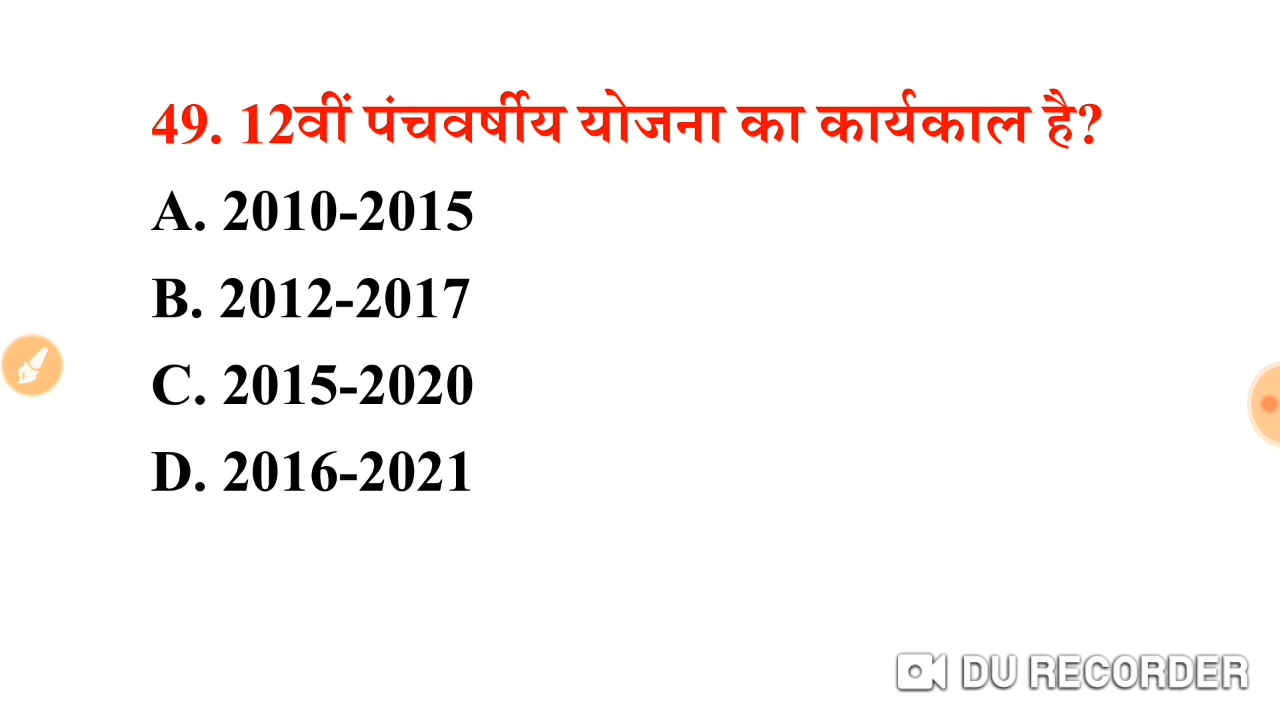 49. 12वीं पंचवर्षीय योजना का कार्यकाल है?
A. 2010-2015
B. 2012-2017
C. 2015-2020
D. 2016-2021
DU RECORDER